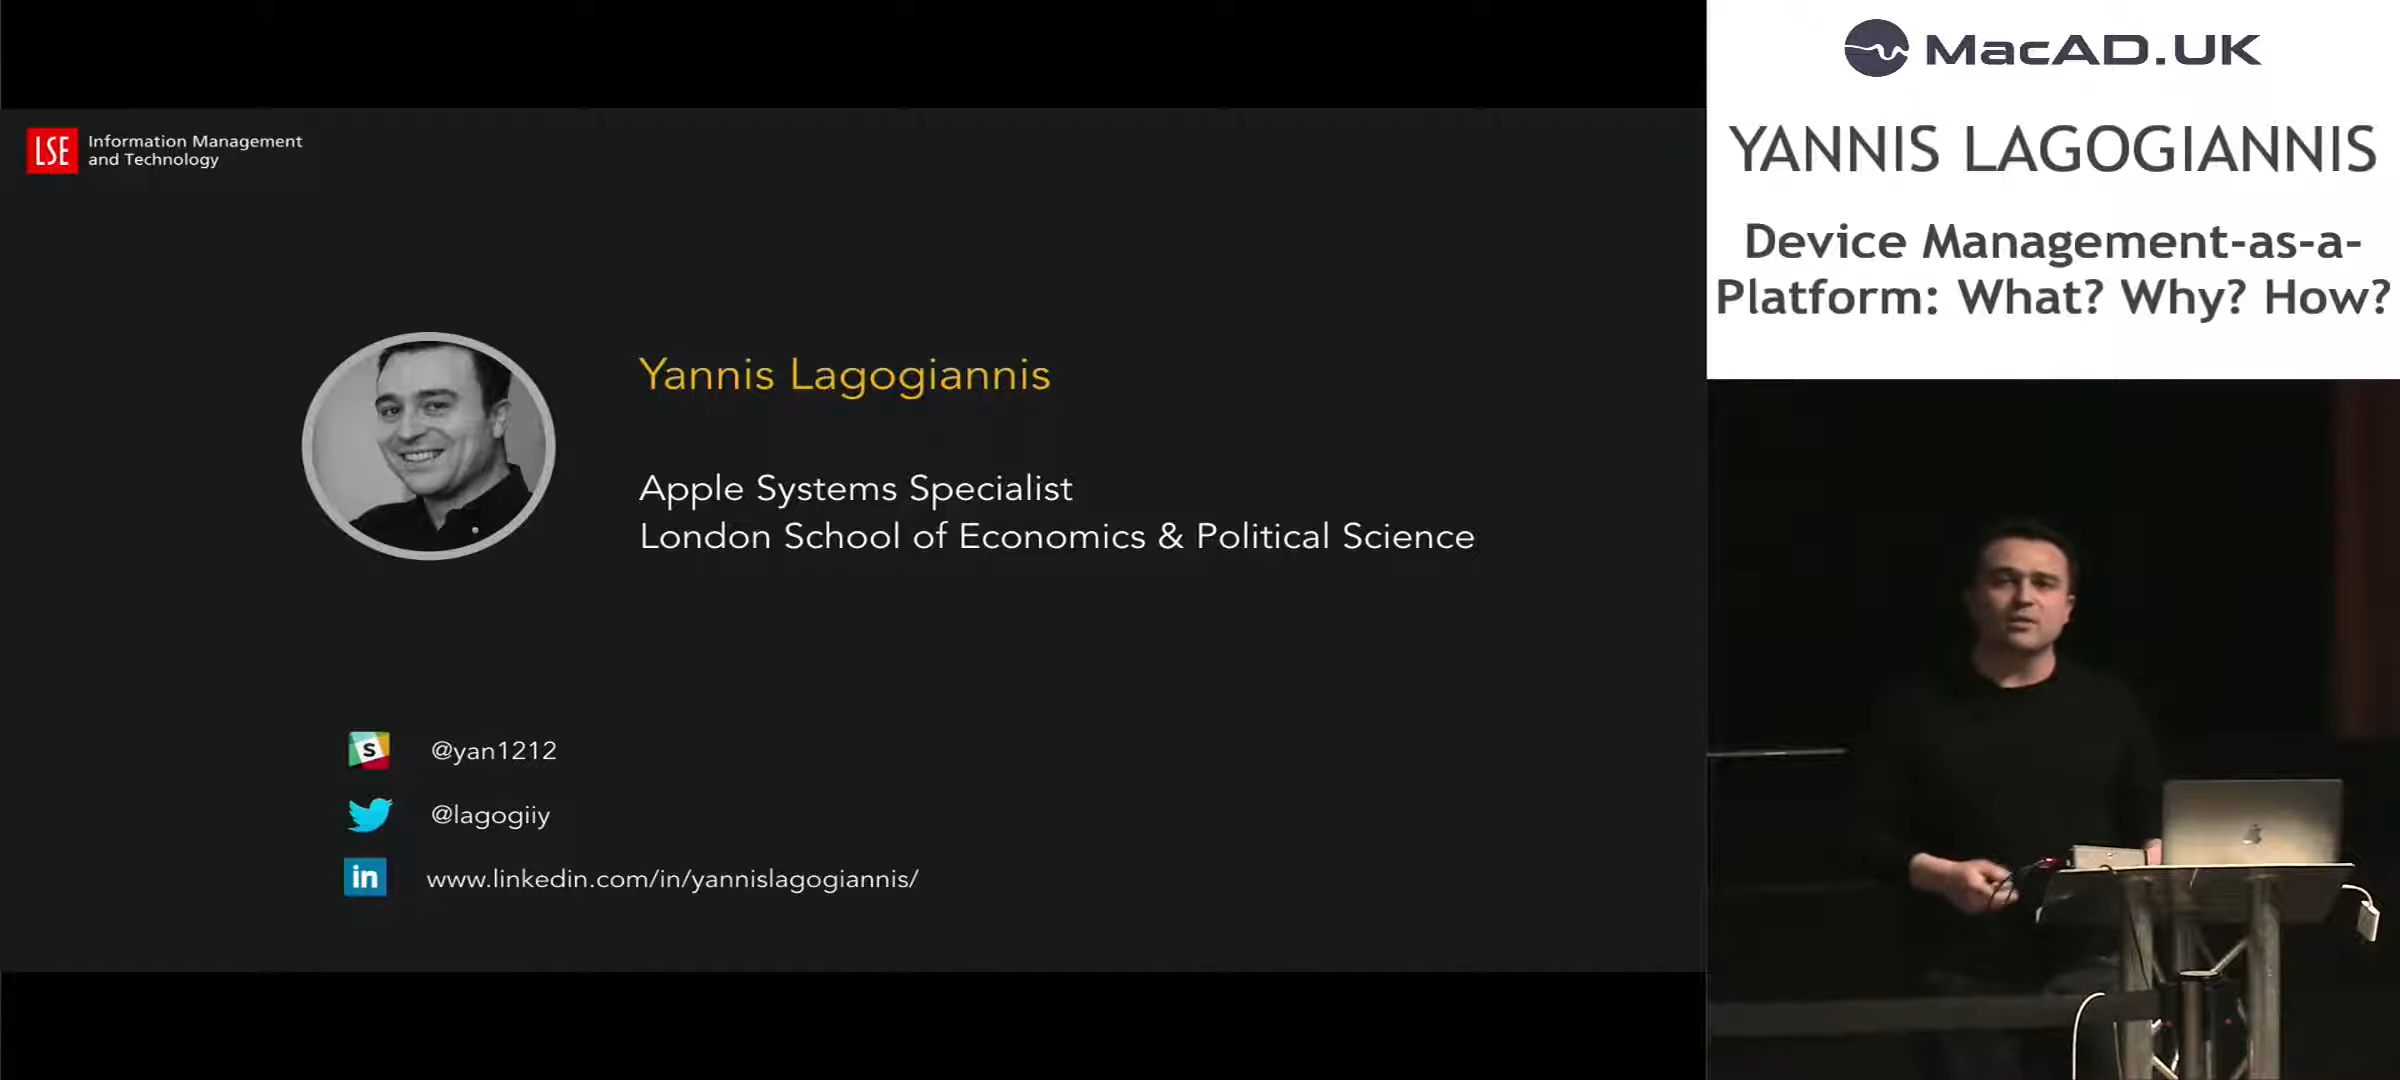 LSE
Information Management
and Technology
Yannis Lagogiannis
Apple Systems Specialist
London School of Economics & Political Science
S
@yan1212
@lagogiiy
in
www.linkedin.com/in/yannislagogiannis/
MacAD.UK
YANNIS LAGOGIANNIS
Device Management-as-a-
Platform: What? Why? How?